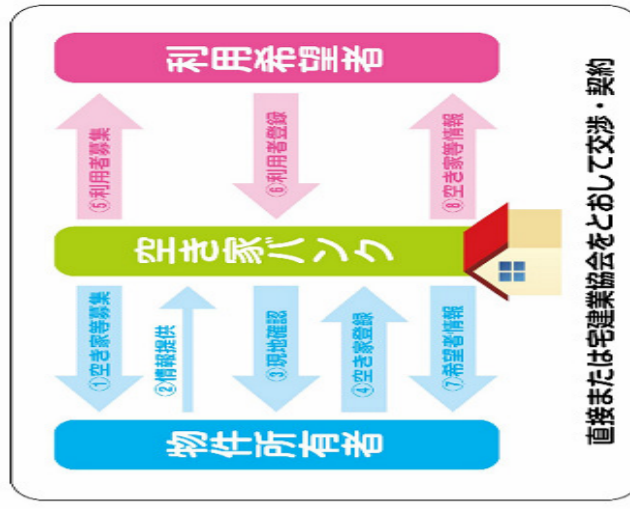 物件所有者
空き家バンク
利用希望者
①空き家等募集
②情報提供
③現地確認
④空き家登録
⑦希望者情報
⑤利用者募集
⑥利用者登録
⑧空き家等情報
直接または宅建業協会をとおして交渉・契約